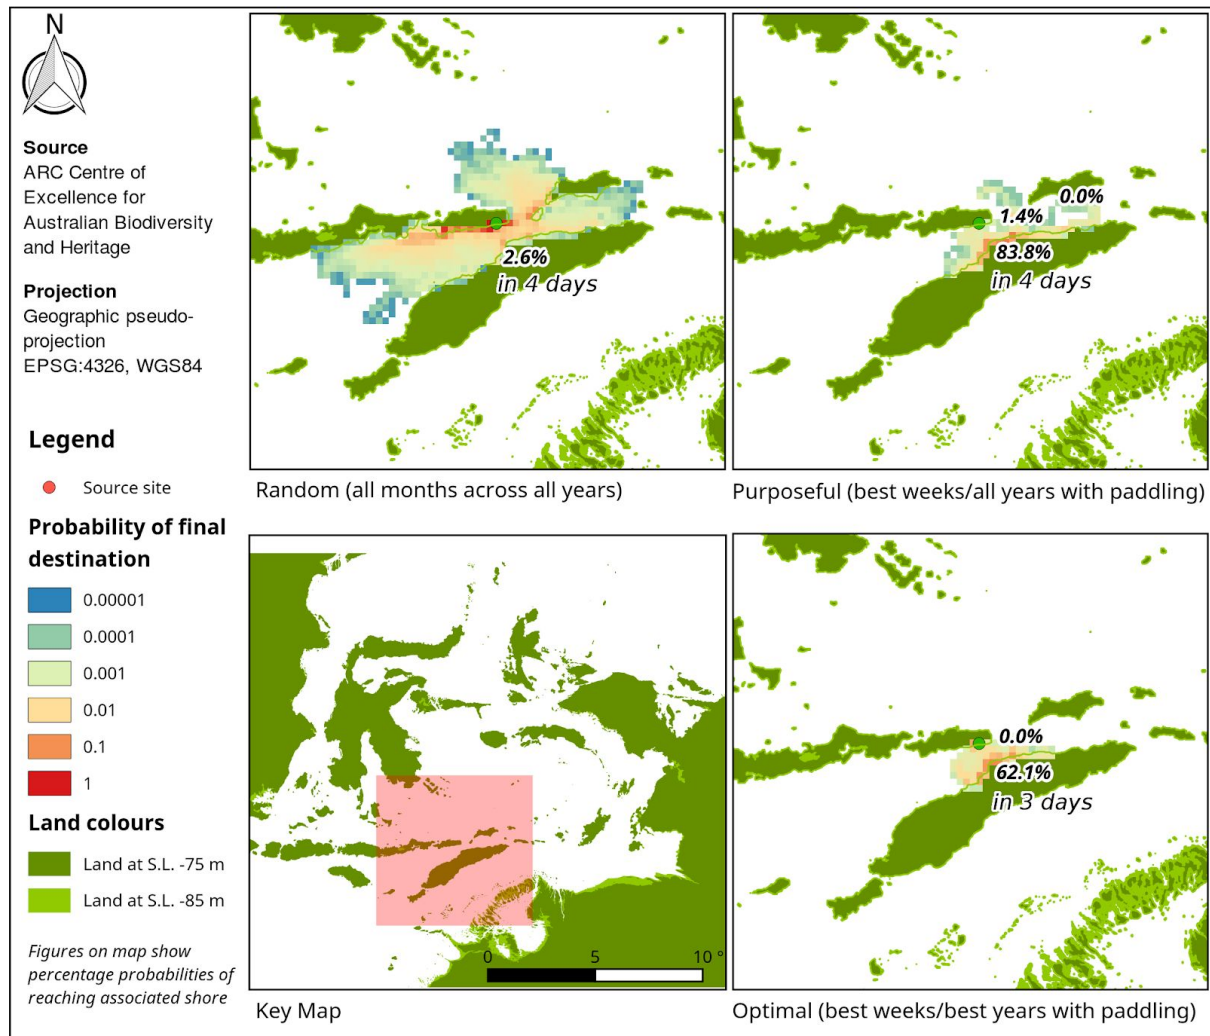 N
Source
ARC Centre of
Excellence for
Australian Biodiversity
and Heritage
Projection
Geographic pseudo-
projection
EPSG:4326, WGS84
Legend
Source site
Probability of final
destination
0.00001
0.0001
0.001
0.01
0.1
1
Land colours
Land at S.L. -75 m
Land at S.L. -85 m
Figures on map show
percentage probabilities of
reaching associated shore
2.6%
in 4 days
Random (all months across all years)
0.0%
1.4%
83.8%
in 4 days
Purposeful (best weeks/all years with paddling)
0 5 10 °
Key Map
0.0%
62.1%
in 3 days
Optimal (best weeks/best years with paddling)